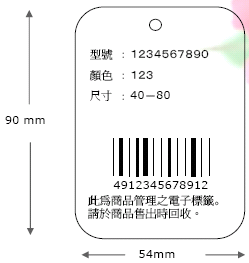 型號 : 1234567890
顏色 : 123
尺寸 : 40－80
90 mm
4912345678912
此爲商品管理之電子標籤。
請於商品售出時回收。
54mm